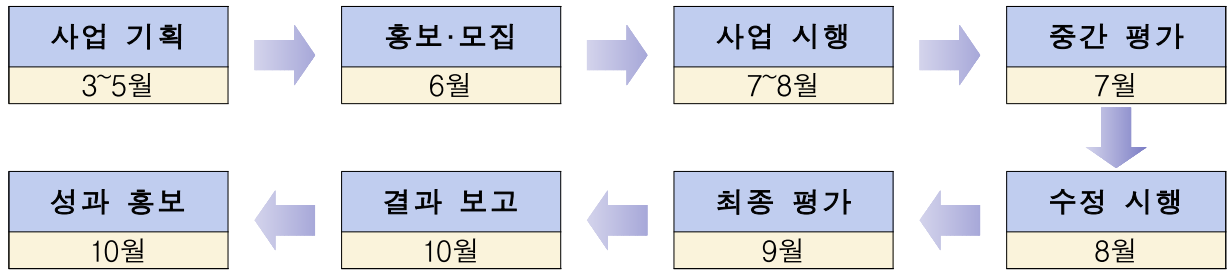 사업 기획
3~5월
홍보·모집
6월
사업 시행
7~8월
중간 평가
7월
수정 시행
8월
최종 평가
9월
결과 보고
10월
성과 홍보
10월